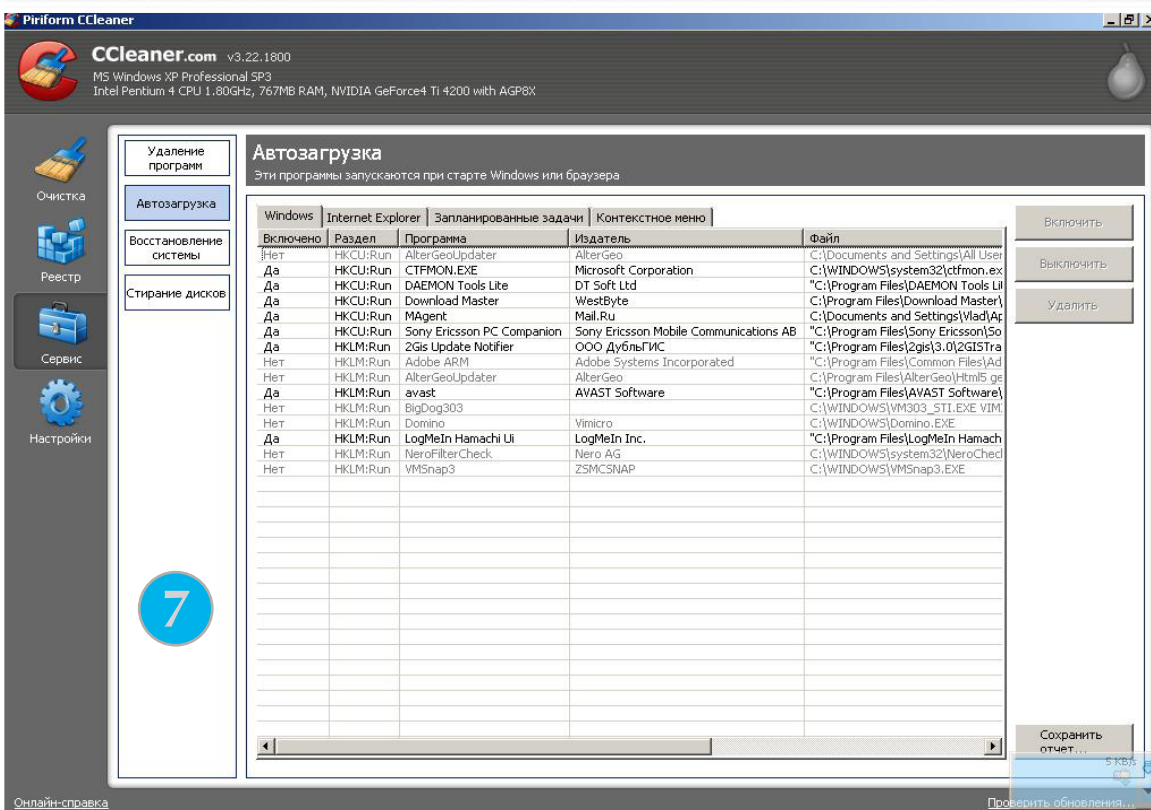 Piriform CCleaner
CCleaner.com v3.22.1800
MS Windows XP Professional SP3
Intel Pentium 4 CPU 1.80GHz, 767MB RAM, NVIDIA GeForce4 Ti 4200 with AGP8X
Очистка
Реестр
Сервис
Настройки
Удаление
программ
Автозагрузка
Восстановление
системы
Стирание дисков
7
Автозагрузка
Эти программы запускаются при старте Windows или браузера
Windows Internet Explorer Запланированные задачи Контекстное меню
Включено Раздел Программа Издатель Файл
Нет HKCU:Run AlterGeoUpdater AlterGeo C:\Documents and Settings\All User
Да HKCU:Run CTFMON.EXE Microsoft Corporation C:\WINDOWS\system32\ctfmon.ex
Да HKCU:Run DAEMON Tools Lite DT Soft Ltd "C:\Program Files\DAEMON Tools Lit
Да HKCU:Run Download Master WestByte C:\Program Files\Download Master\
Да HKCU:Run MAgent Mail.Ru C:\Documents and Settings\Vlad\Ap
Да HKCU:Run Sony Ericsson PC Companion Sony Ericsson Mobile Communications AB "C:\Program Files\Sony Ericsson\So
Да HKLM:Run 2Gis Update Notifier ООО ДубльГИС "C:\Program Files\2gis\3.0\2GISTra
Нет HKLM:Run Adobe ARM Adobe Systems Incorporated "C:\Program Files\Common Files\Ad
Нет HKLM:Run AlterGeoUpdater AlterGeo C:\Program Files\AlterGeo\Html5 ge
Да HKLM:Run avast AVAST Software "C:\Program Files\AVAST Software\
Нет HKLM:Run BigDog303 C:\WINDOWS\VM303_STI.EXE VIM
Нет HKLM:Run Domino Vimicro C:\WINDOWS\Domino.EXE
Да HKLM:Run LogMeIn Hamachi Ui LogMeIn Inc. "C:\Program Files\LogMeIn Hamach
Нет HKLM:Run NeroFilterCheck Nero AG C:\WINDOWS\system32\NeroChec
Нет HKLM:Run VMSnap3 ZSMCSNAP C:\WINDOWS\VMSnap3.EXE
Включить
Выключить
Удалить
Сохранить
отчет...
5 KB/s
Онлайн-справка
Проверить обновления...